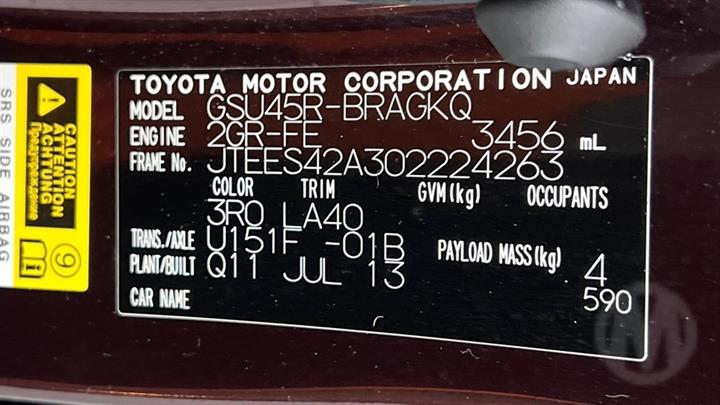 TOYOTA MOTOR CORPORATION JAPAN
MODEL GSU45R-BRAGKQ
ENGINE 2GR-FE 3456 mL
FRAME No. JTEES42A302224263
COLOR TRIM GVM(kg) OCCUPANTS
3R0 LA40
TRANS./AXLE U151F -01B PAYLOAD MASS(kg) 4
PLANT/BUILT Q11 JUL 13 590
CAR NAME
SRS SIDE AIRBAG
CAUTION
ATTENTION
ACHTUNG
Предупреждение
9
i
M